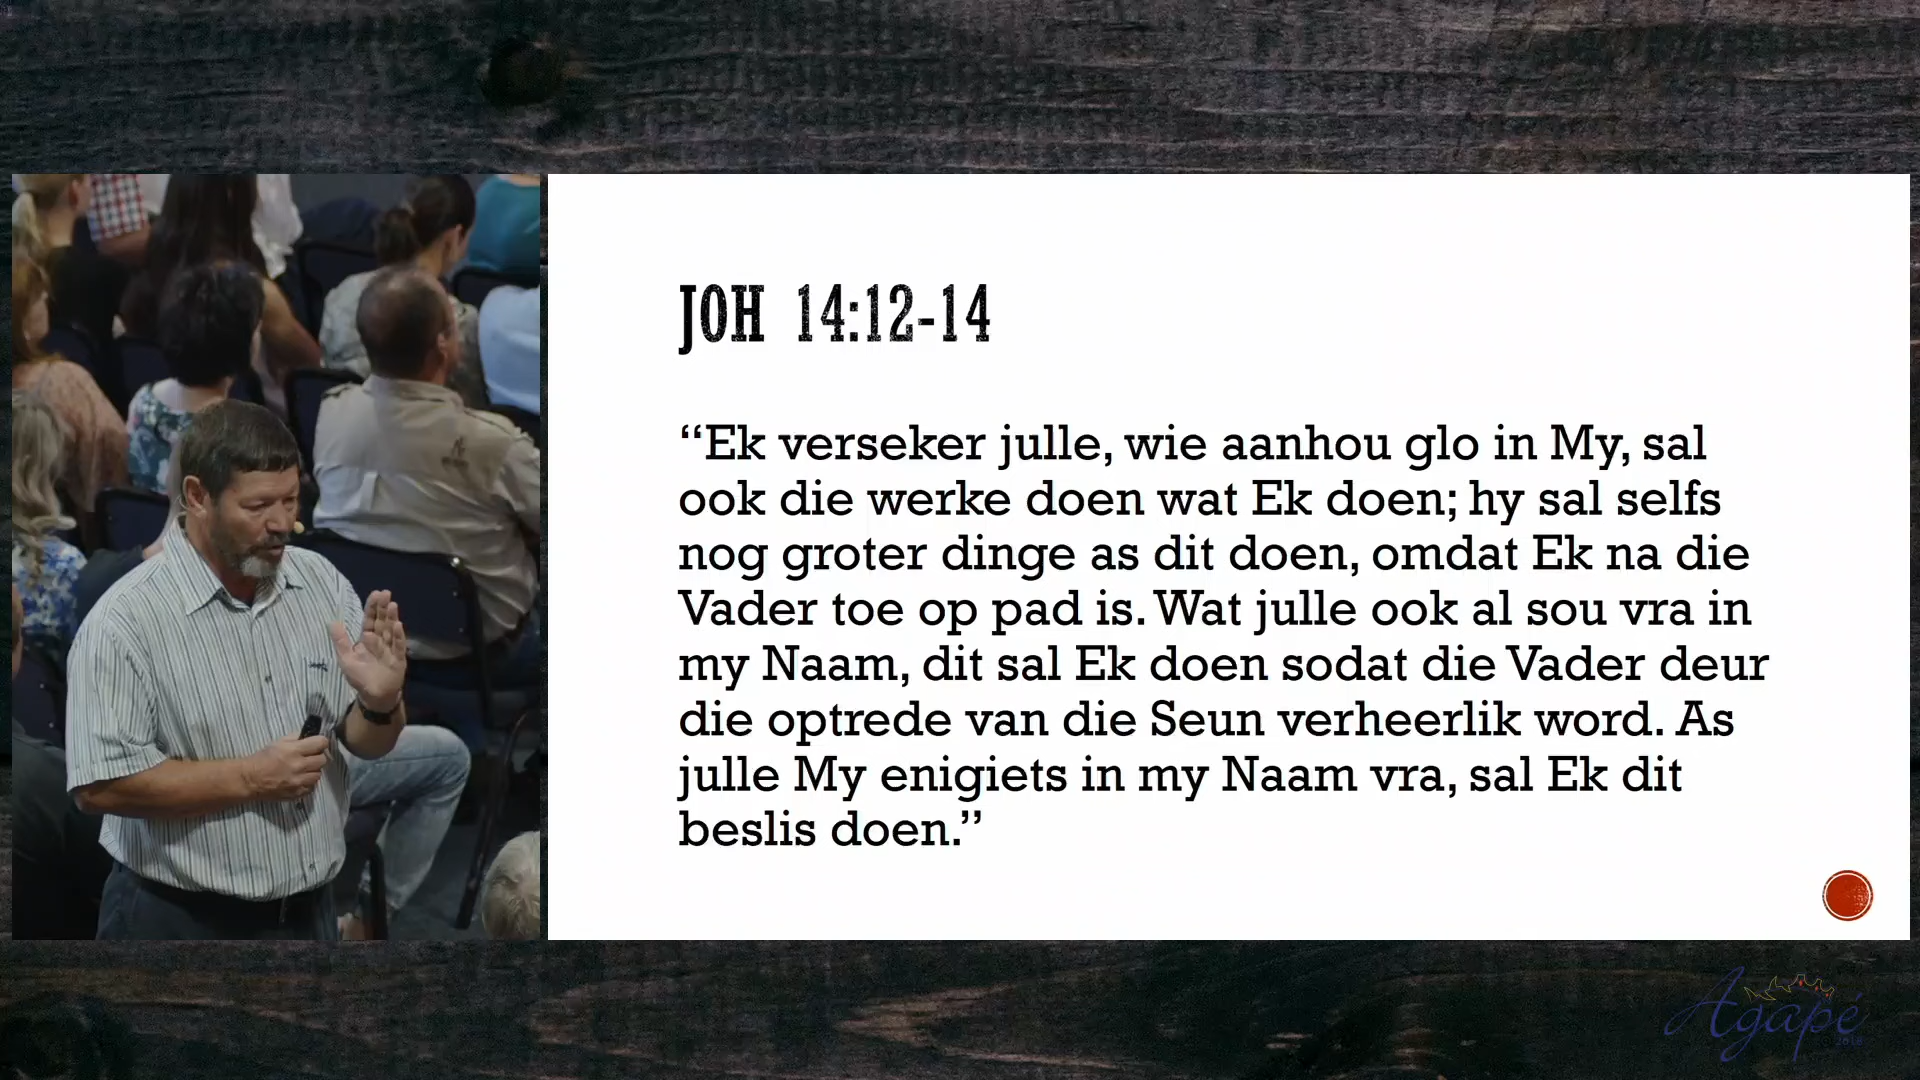 JOH 14:12-14
“Ek verseker julle, wie aanhou glo in My, sal
ook die werke doen wat Ek doen; hy sal selfs
nog groter dinge as dit doen, omdat Ek na die
Vader toe op pad is. Wat julle ook al sou vra in
my Naam, dit sal Ek doen sodat die Vader deur
die optrede van die Seun verheerlik word. As
julle My enigiets in my Naam vra, sal Ek dit
beslis doen.”
Agapé
2018